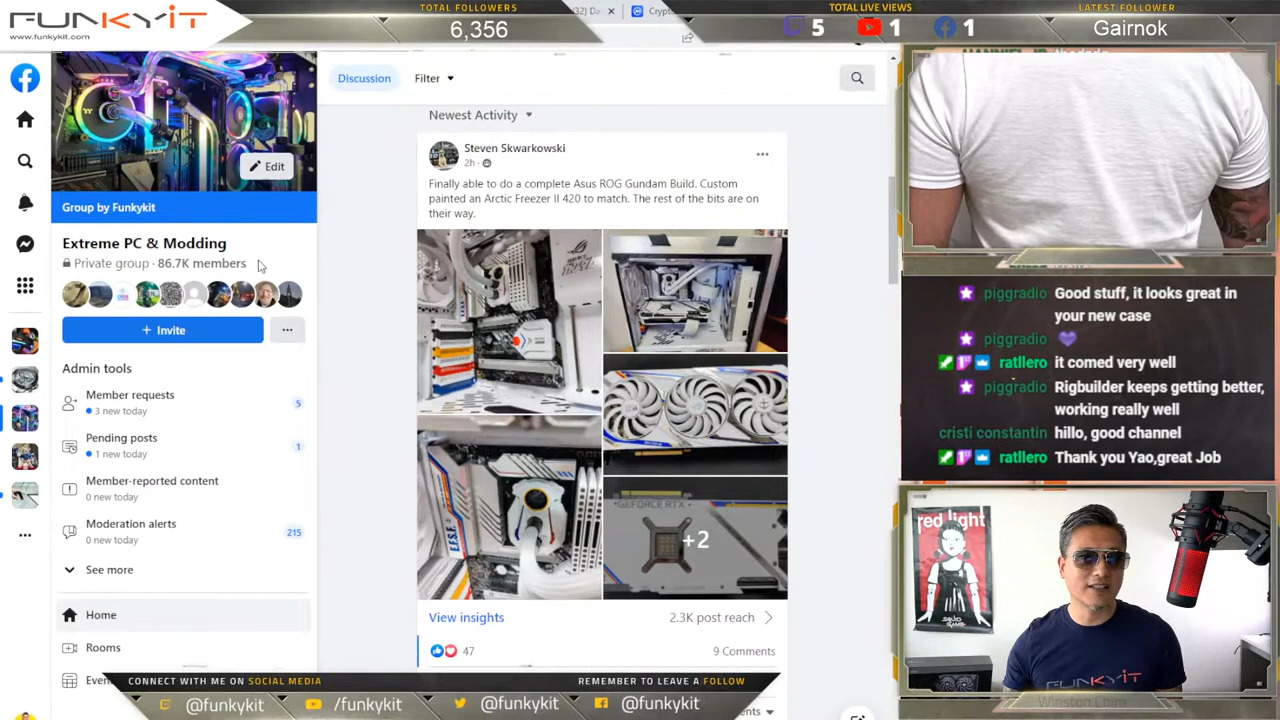 FUNKYIT
www.funkykit.com
TOTAL FOLLOWERS
6,356
TOTAL LIVE VIEWS
5
1
1
LATEST FOLLOWER
Gairnok
Discussion
Filter
Edit
Group by Funkykit
Extreme PC & Modding
Private group · 86.7K members
+ Invite
Admin tools
Member requests
3 new today
5
Pending posts
1 new today
1
Member-reported content
0 new today
Moderation alerts
0 new today
215
See more
Home
Rooms
Newest Activity
Steven Skwarkowski
2h
Finally able to do a complete Asus ROG Gundam Build. Custom
painted an Arctic Freezer II 420 to match. The rest of the bits are on
their way.
E.F.S.F.
GEFORCE RTX
+2
View insights
2.3K post reach
47
9 Comments
piggradio Good stuff, it looks great in
your new case
piggradio
ratllero it comed very well
piggradio Rigbuilder keeps getting better,
working really well
cristi constantin hillo, good channel
ratllero Thank you Yao,great Job
red light
SQUID GAME
FUNKYIT
CONNECT WITH ME ON SOCIAL MEDIA
REMEMBER TO LEAVE A FOLLOW
@funkykit
/funkykit
@funkykit
@funkykit